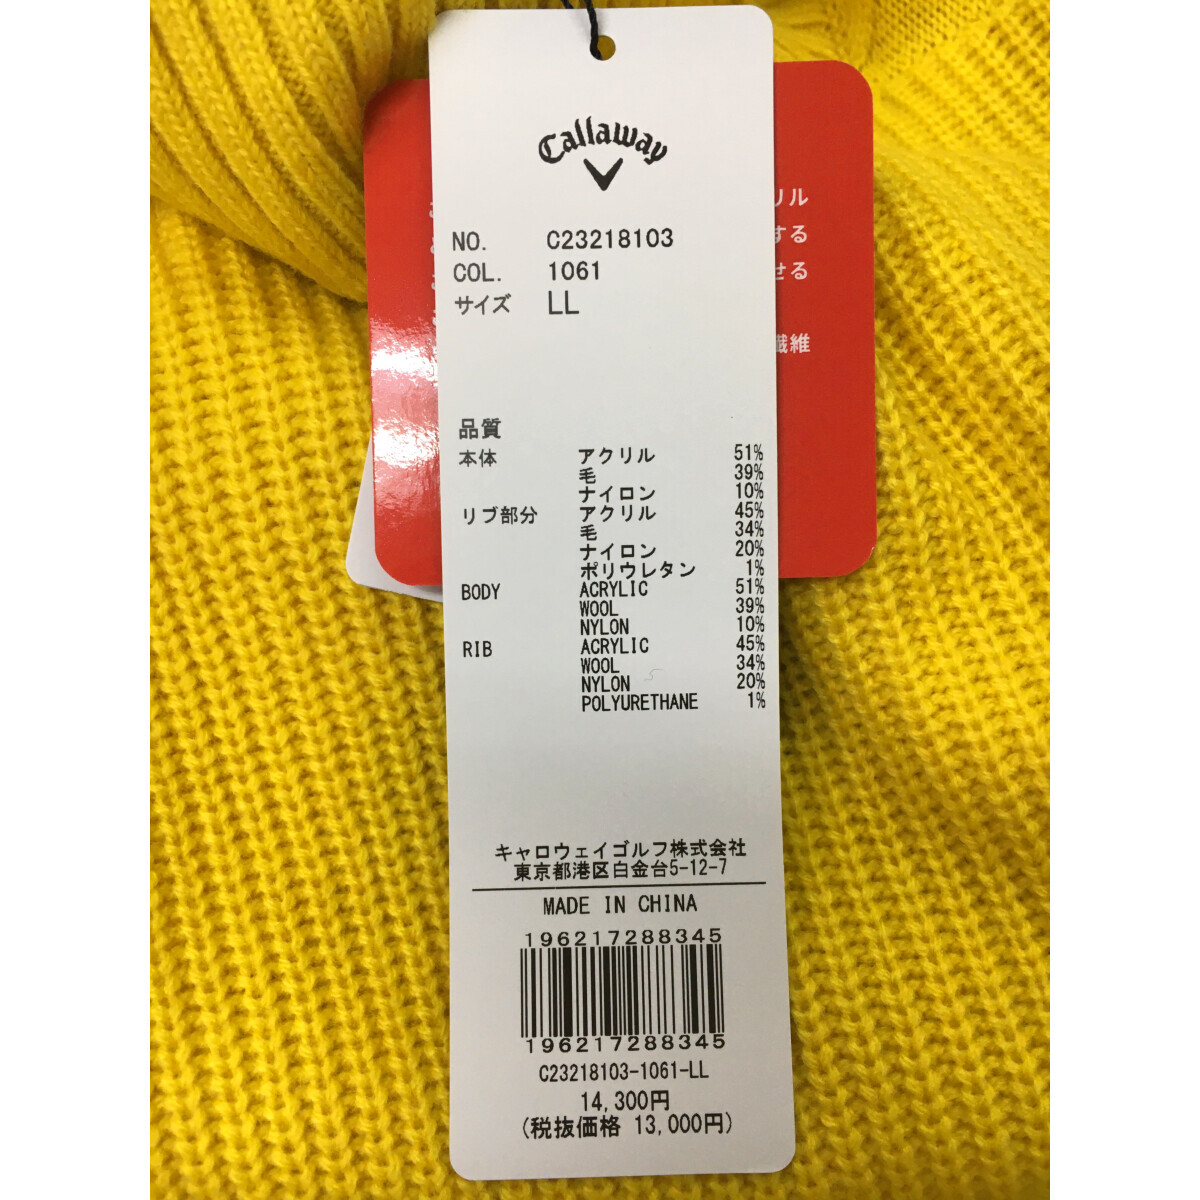 Callaway
NO. C23218103
COL. 1061
サイズ LL
リル
する
せる
繊維
品質
本体 アクリル 51%
毛 39%
ナイロン 10%
リブ部分 アクリル 45%
毛 34%
ナイロン 20%
ポリウレタン 1%
BODY ACRYLIC 51%
WOOL 39%
NYLON 10%
RIB ACRYLIC 45%
WOOL 34%
NYLON 20%
POLYURETHANE 1%
キャロウェイゴルフ株式会社
東京都港区白金台5-12-7
MADE IN CHINA
196217288345
196217288345
C23218103-1061-LL
14,300円
(税抜価格 13,000円)